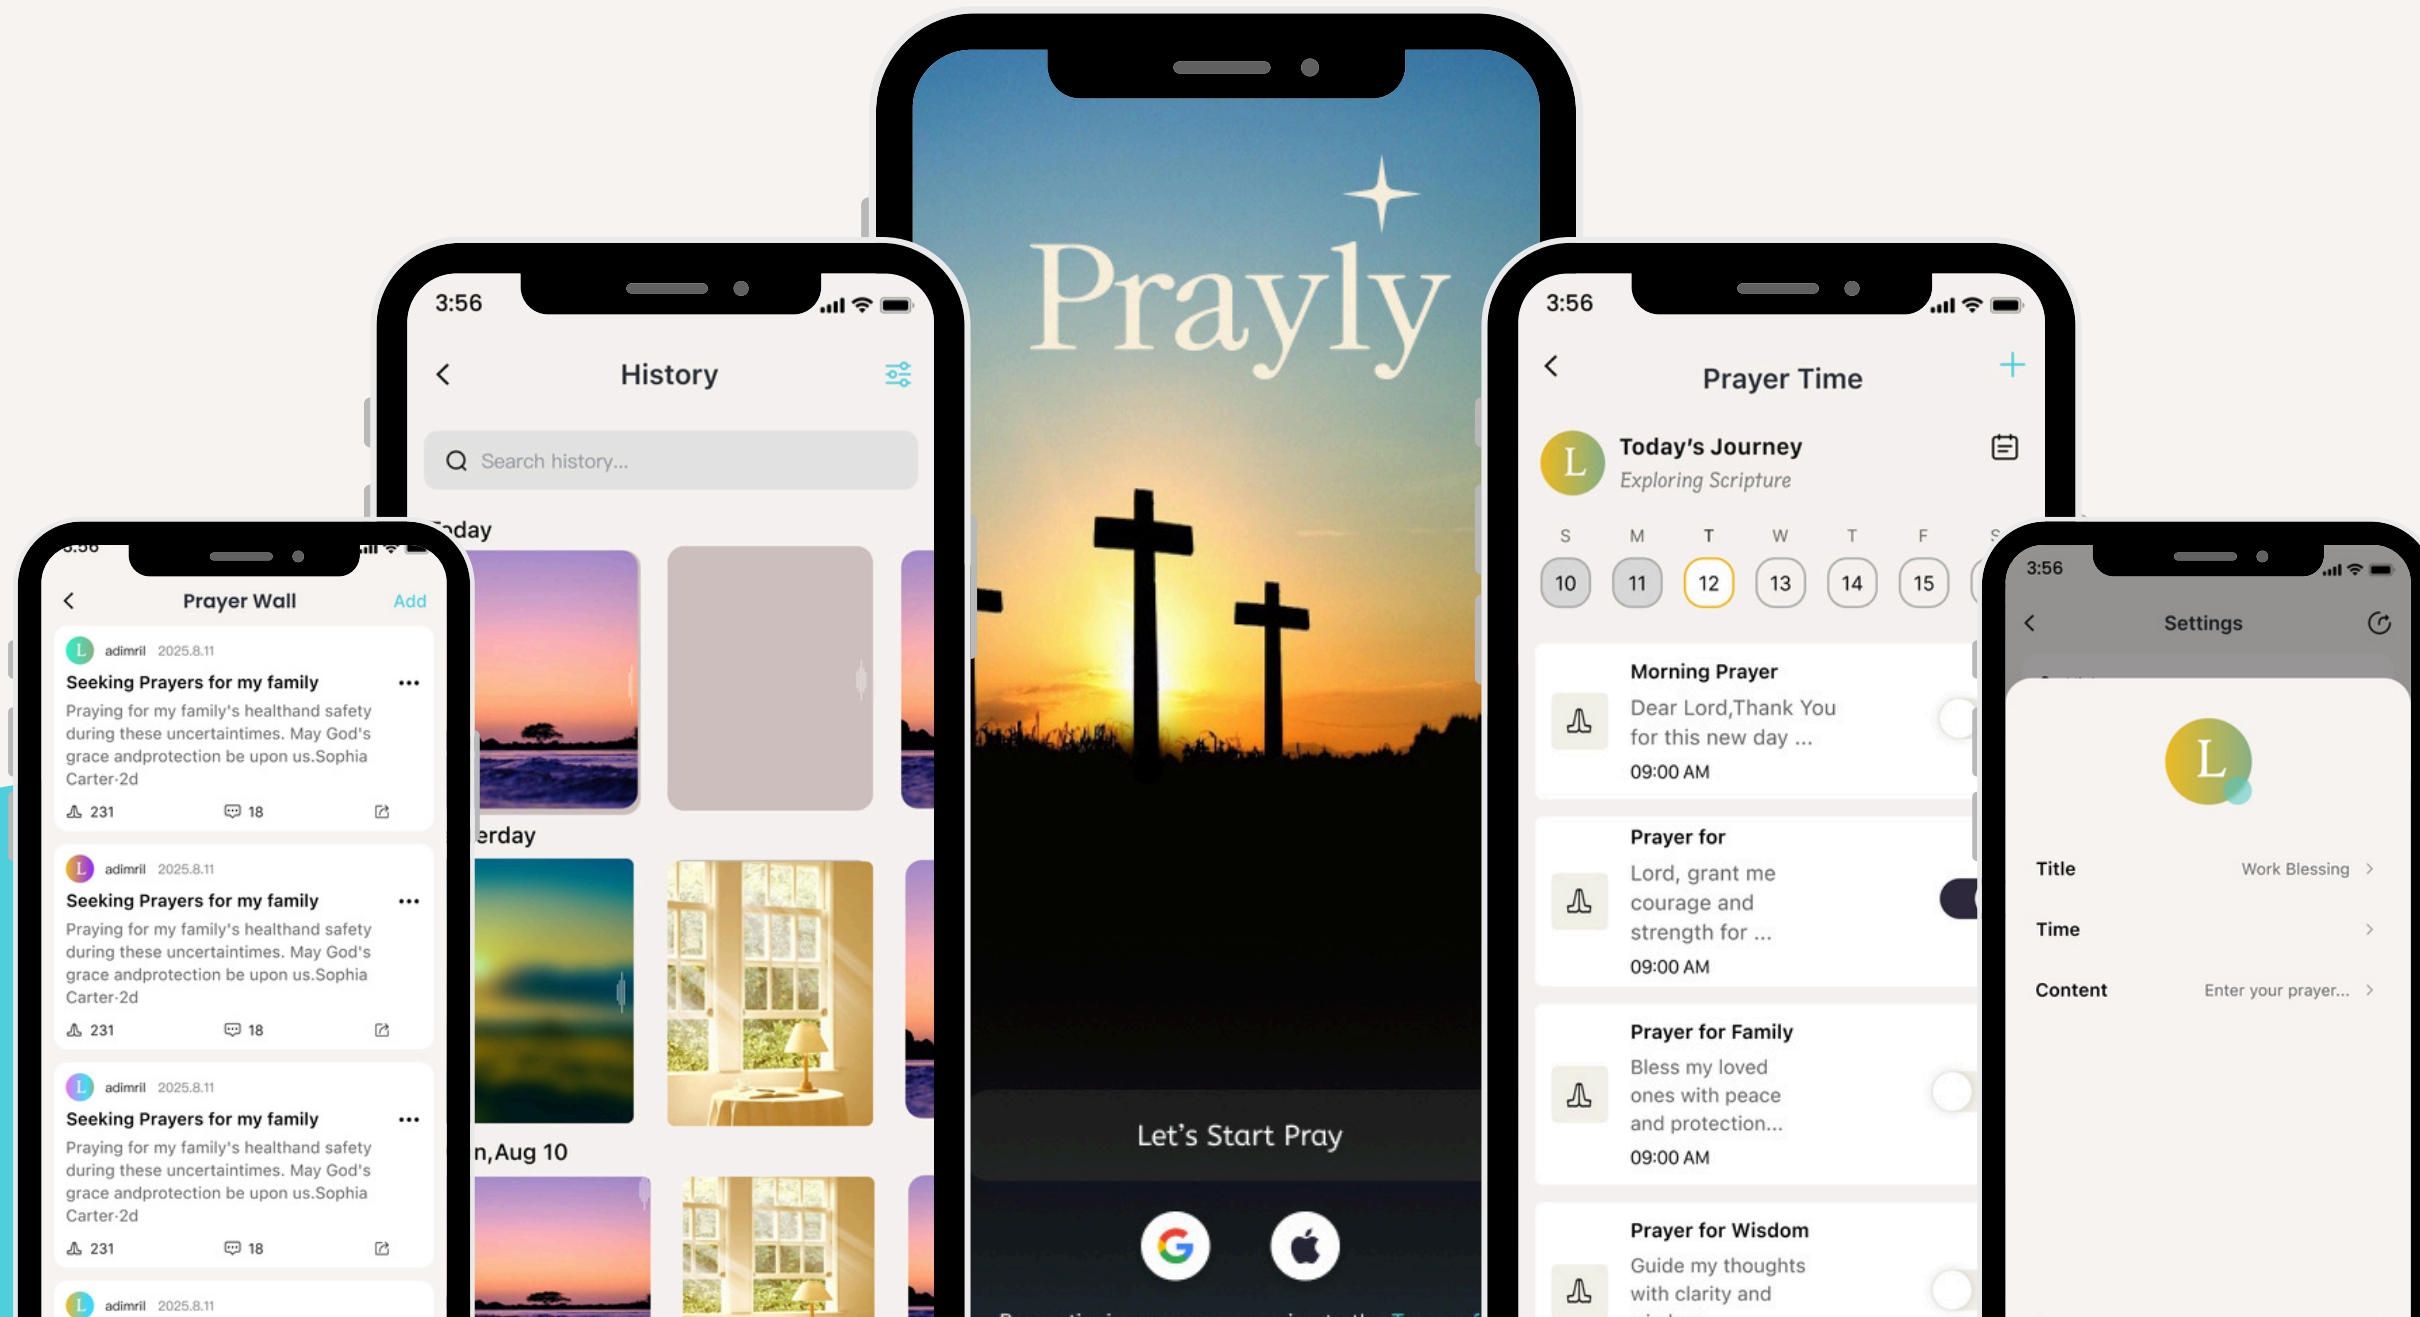 3:56
Prayer Wall
Add
L
adimril 2025.8.11
Seeking Prayers for my family
Praying for my family's healthand safety
during these uncertaintimes. May God's
grace andprotection be upon us.Sophia
Carter·2d
231
18
L
adimril 2025.8.11
Seeking Prayers for my family
Praying for my family's healthand safety
during these uncertaintimes. May God's
grace andprotection be upon us.Sophia
Carter·2d
231
18
L
adimril 2025.8.11
Seeking Prayers for my family
Praying for my family's healthand safety
during these uncertaintimes. May God's
grace andprotection be upon us.Sophia
Carter·2d
231
18
L
adimril 2025.8.11
3:56
History
Search history...
Today
erday
n,Aug 10
Prayly
Let's Start Pray
G
3:56
Prayer Time
L
Today's Journey
Exploring Scripture
S M T W T F S
10 11 12 13 14 15
Morning Prayer
Dear Lord,Thank You
for this new day ...
09:00 AM
Prayer for
Lord, grant me
courage and
strength for ...
09:00 AM
Prayer for Family
Bless my loved
ones with peace
and protection...
09:00 AM
Prayer for Wisdom
Guide my thoughts
with clarity and
3:56
Settings
L
Title Work Blessing
Time
Content Enter your prayer...